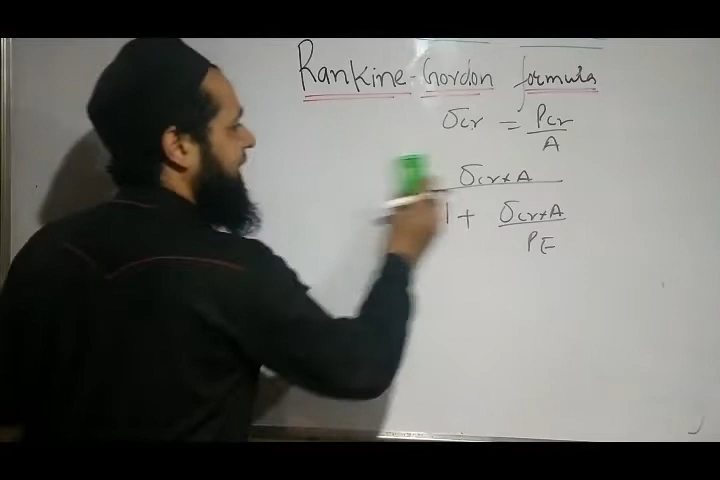 Rankine-Gordon formula
σcr = Pcr/A
σcr×A
1 + σcr×A/PE